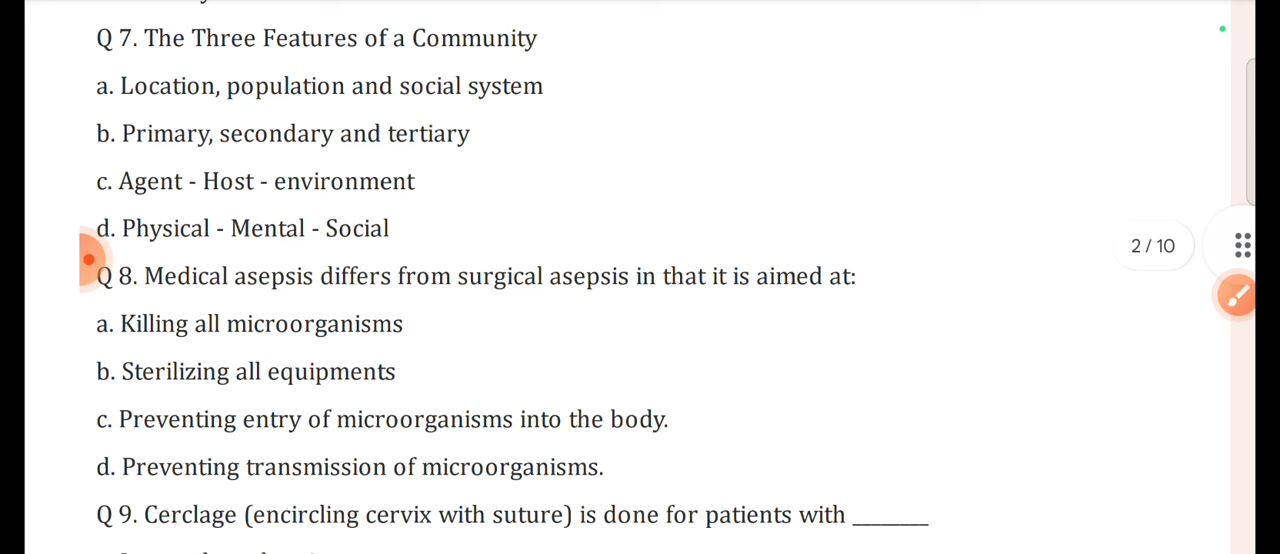 Q 7. The Three Features of a Community
a. Location, population and social system
b. Primary, secondary and tertiary
c. Agent - Host - environment
d. Physical - Mental - Social
2 / 10
Q 8. Medical asepsis differs from surgical asepsis in that it is aimed at:
a. Killing all microorganisms
b. Sterilizing all equipments
c. Preventing entry of microorganisms into the body.
d. Preventing transmission of microorganisms.
Q 9. Cerclage (encircling cervix with suture) is done for patients with _______